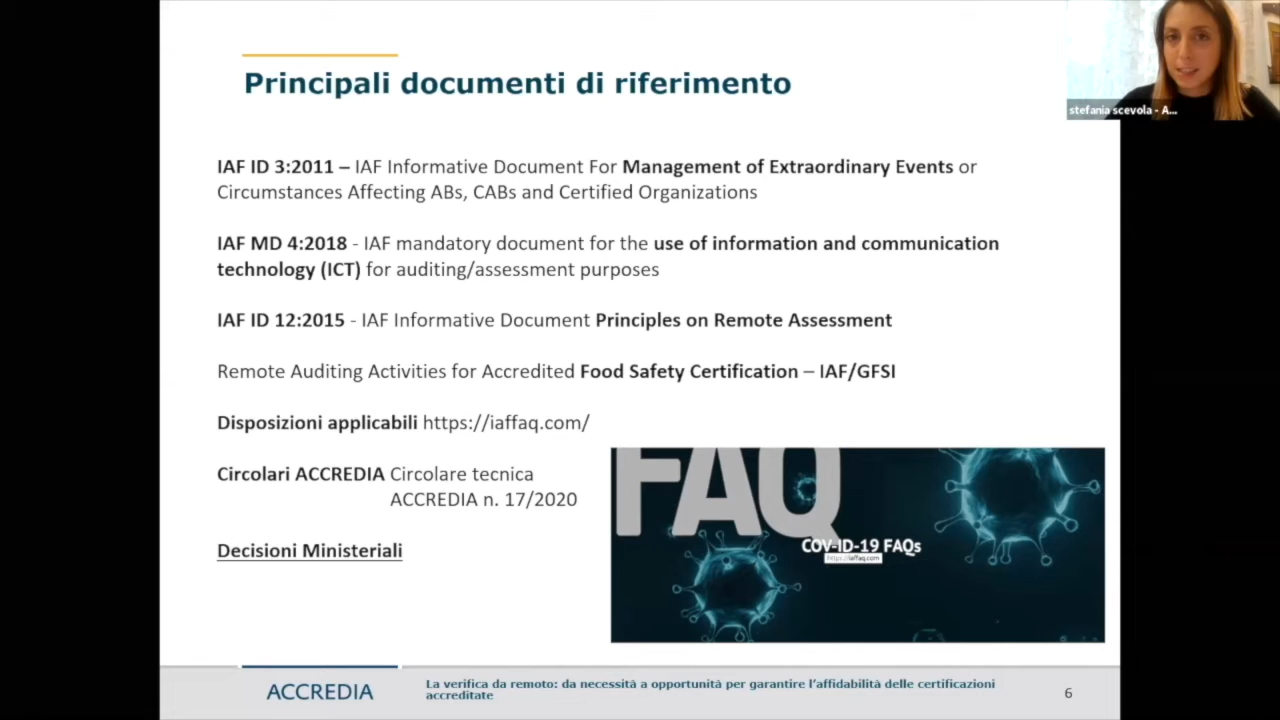 Principali documenti di riferimento
stefania scevola - A...
IAF ID 3:2011 – IAF Informative Document For Management of Extraordinary Events or
Circumstances Affecting ABs, CABs and Certified Organizations
IAF MD 4:2018 - IAF mandatory document for the use of information and communication
technology (ICT) for auditing/assessment purposes
IAF ID 12:2015 - IAF Informative Document Principles on Remote Assessment
Remote Auditing Activities for Accredited Food Safety Certification – IAF/GFSI
Disposizioni applicabili https://iaffaq.com/
Circolari ACCREDIA Circolare tecnica
ACCREDIA n. 17/2020
Decisioni Ministeriali
FAQ
COV-ID-19 FAQs
https://iaffaq.com
ACCREDIA
La verifica da remoto: da necessità a opportunità per garantire l’affidabilità delle certificazioni
accreditate
6